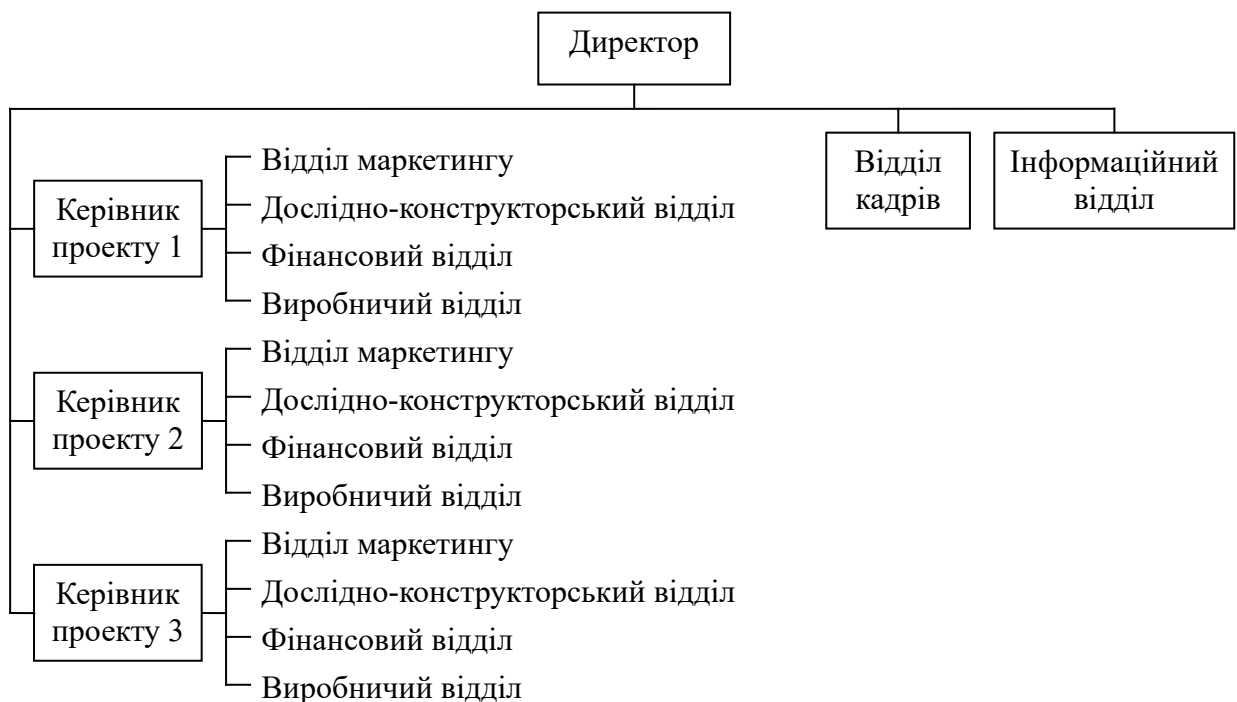 Директор
Відділ
кадрів
Інформаційний
відділ
Керівник
проекту 1
Відділ маркетингу
Дослідно-конструкторський відділ
Фінансовий відділ
Виробничий відділ
Керівник
проекту 2
Відділ маркетингу
Дослідно-конструкторський відділ
Фінансовий відділ
Виробничий відділ
Керівник
проекту 3
Відділ маркетингу
Дослідно-конструкторський відділ
Фінансовий відділ
Виробничий відділ